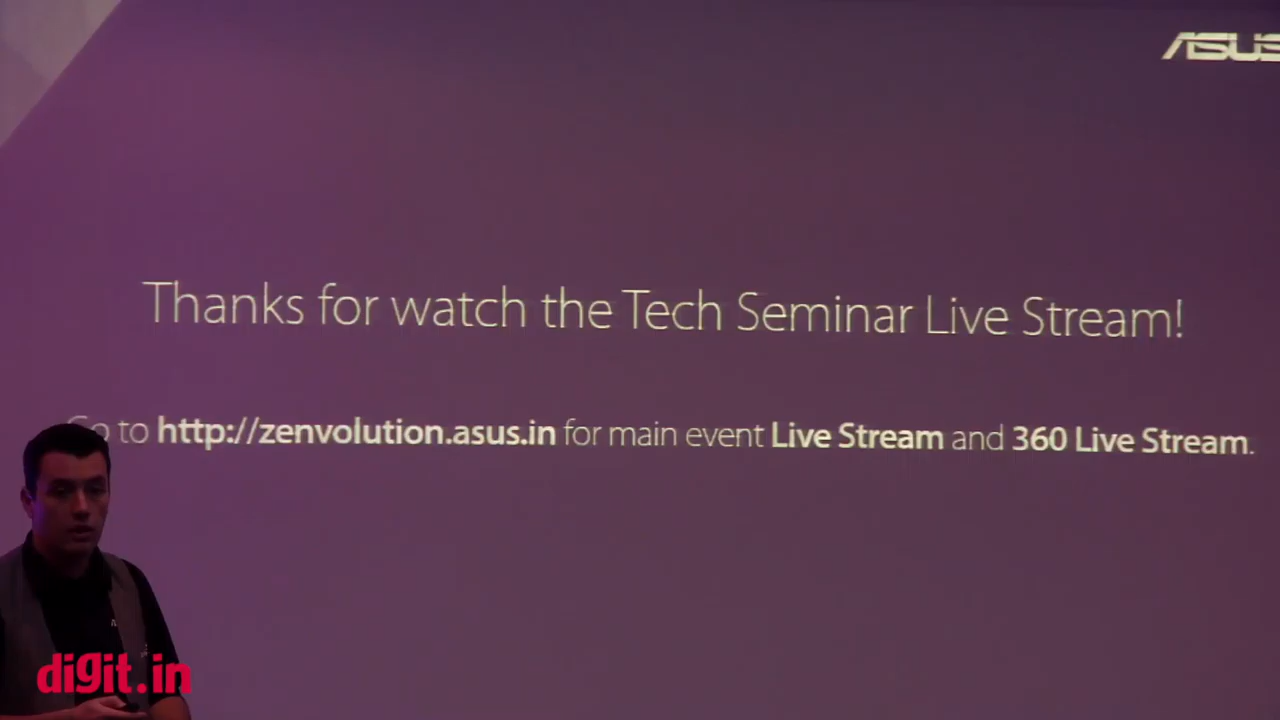 ASUS
Thanks for watch the Tech Seminar Live Stream!
Go to http://zenvolution.asus.in for main event Live Stream and 360 Live Stream.
digit.in